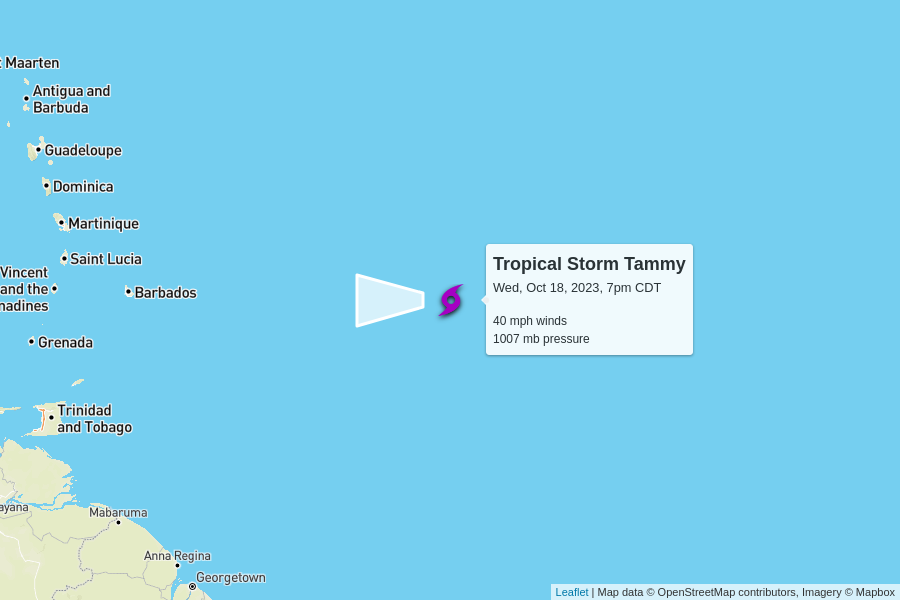 t Maarten
Antigua and
Barbuda
Guadeloupe
Dominica
Martinique
Saint Lucia
Vincent
and the
nadines
Barbados
Grenada
Trinidad
and Tobago
ayana
Mabaruma
Anna Regina
Georgetown
Tropical Storm Tammy
Wed, Oct 18, 2023, 7pm CDT
40 mph winds
1007 mb pressure
Leaflet | Map data © OpenStreetMap contributors, Imagery © Mapbox